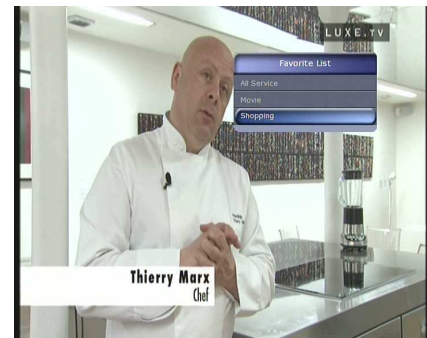 LUXE.TV
Favorite List
All Service
Movie
Shopping
Thierry Marx
Chef